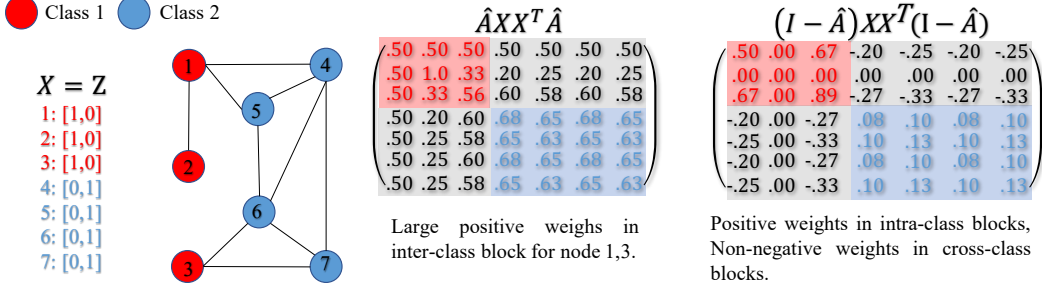 Class 1 Class 2
X = Z
1: [1,0]
2: [1,0]
3: [1,0]
4: [0,1]
5: [0,1]
6: [0,1]
7: [0,1]
1
4
5
2
6
3
7
ÂXXᵀÂ
.50 .50 .50 .50 .50 .50 .50
.50 1.0 .33 .20 .25 .20 .25
.50 .33 .56 .60 .58 .60 .58
.50 .20 .60 .68 .65 .68 .65
.50 .25 .58 .65 .63 .65 .63
.50 .25 .60 .68 .65 .68 .65
.50 .25 .58 .65 .63 .65 .63
Large positive weighs in
inter-class block for node 1,3.
(I − Â)XXᵀ(I − Â)
.50 .00 .67 -.20 -.25 -.20 -.25
.00 .00 .00 .00 .00 .00 .00
.67 .00 .89 -.27 -.33 -.27 -.33
-.20 .00 -.27 .08 .10 .08 .10
-.25 .00 -.33 .10 .13 .10 .13
-.20 .00 -.27 .08 .10 .08 .10
-.25 .00 -.33 .10 .13 .10 .13
Positive weights in intra-class blocks,
Non-negative weights in cross-class
blocks.